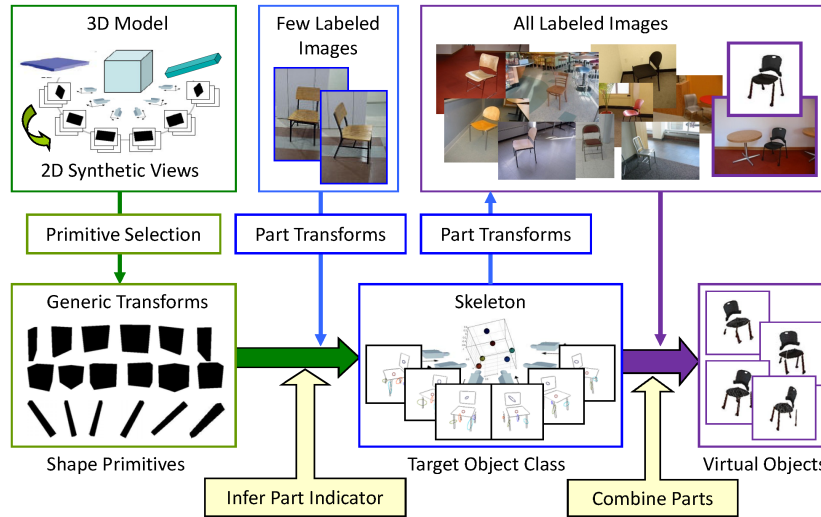 3D Model
2D Synthetic Views
Few Labeled
Images
All Labeled Images
Primitive Selection
Part Transforms
Part Transforms
Generic Transforms
Skeleton
Shape Primitives
Target Object Class
Virtual Objects
Infer Part Indicator
Combine Parts